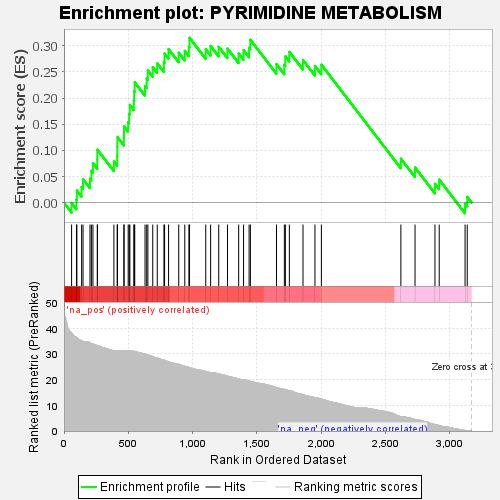 Enrichment plot: PYRIMIDINE METABOLISM
Enrichment score (ES)
0.30
0.25
0.20
0.15
0.10
0.05
0.00
'na_pos' (positively correlated)
Ranked list metric (PreRanked)
50
40
30
20
10
0
Zero cross at 3
'na_neg' (negatively correlated)
0 500 1,000 1,500 2,000 2,500 3,000
Rank in Ordered Dataset
Enrichment profile Hits Ranking metric scores